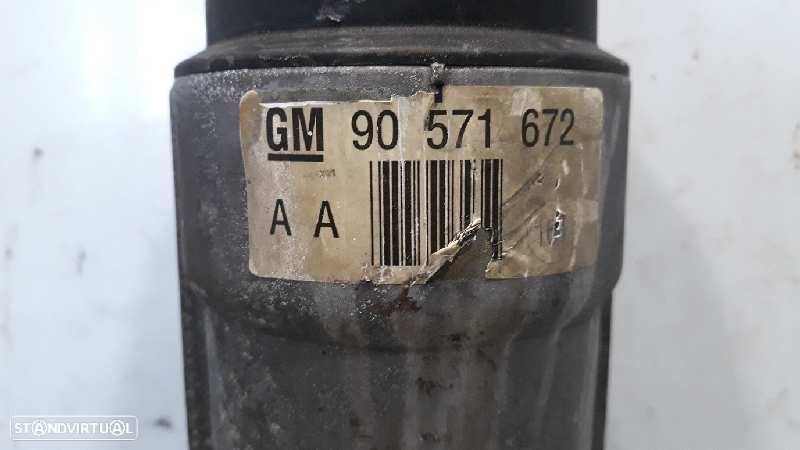 GM 90 571 672
A A
STANDVIRTUAL